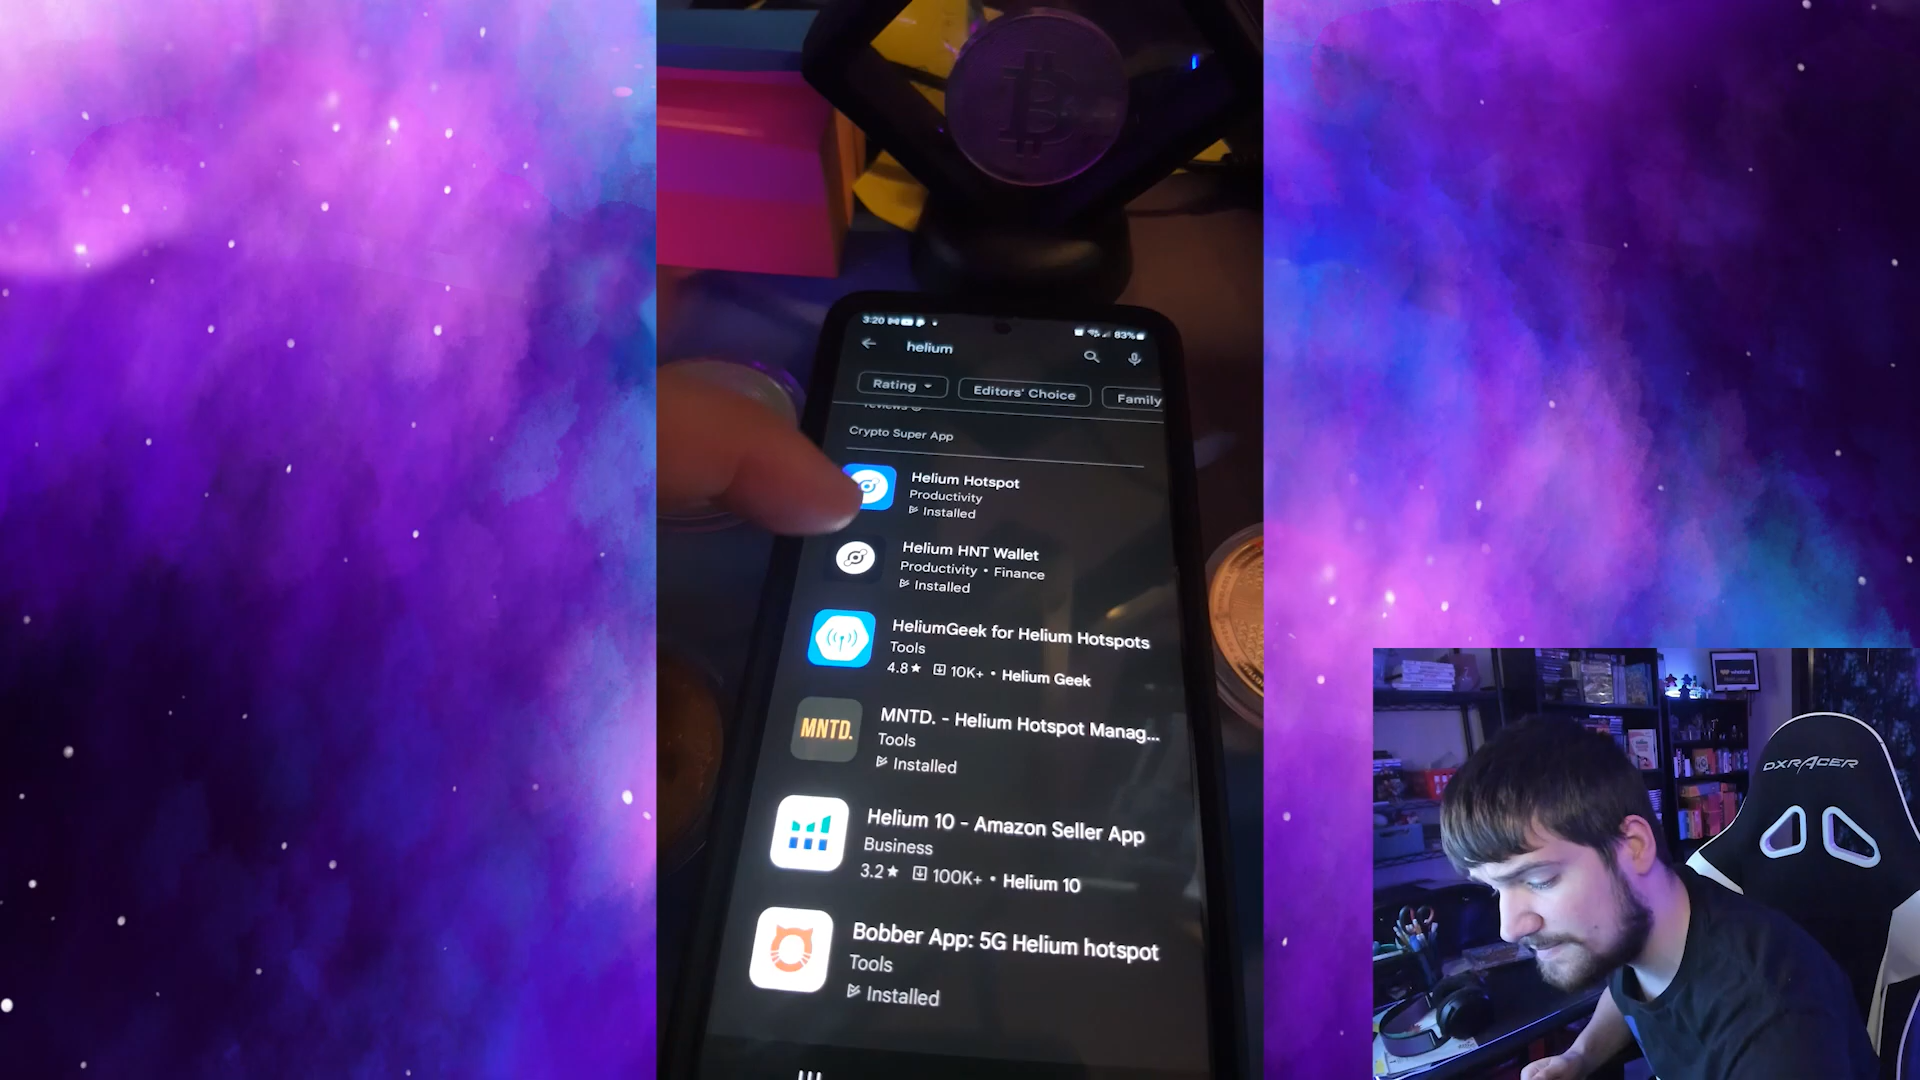 3:20
83%
helium
Rating
Editors' Choice
Family
reviews
Crypto Super App
Helium Hotspot
Productivity
Installed
Helium HNT Wallet
Productivity • Finance
Installed
HeliumGeek for Helium Hotspots
Tools
4.8★ 10K+ • Helium Geek
MNTD.
MNTD. - Helium Hotspot Manag...
Tools
Installed
Helium 10 - Amazon Seller App
Business
3.2★ 100K+ • Helium 10
Bobber App: 5G Helium hotspot
Tools
Installed
DXRACER